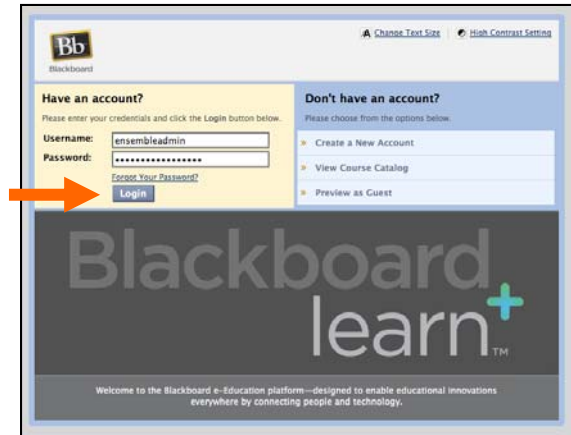 Change Text Size
High Contrast Setting
Bb
Blackboard
Have an account?
Please enter your credentials and click the Login button below.
Username:
ensembleadmin
Password:
•••••••••••••••••
Forgot Your Password?
Login
Don't have an account?
Please choose from the options below.
» Create a New Account
» View Course Catalog
» Preview as Guest
Blackboard
learn+™
Welcome to the Blackboard e-Education platform—designed to enable educational innovations
everywhere by connecting people and technology.